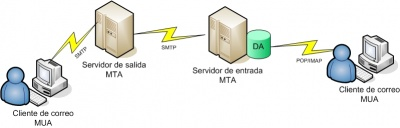 SMTP
Servidor de salida
MTA
SMTP
DA
Servidor de entrada
MTA
POP/IMAP
Cliente de correo
MUA
Cliente de correo
MUA